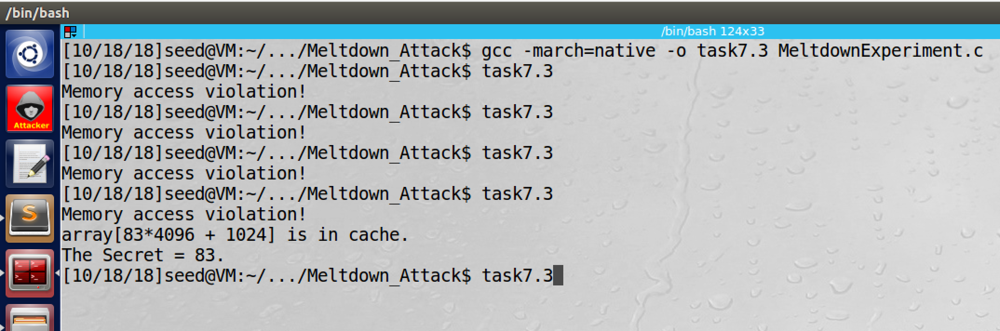 /bin/bash
/bin/bash 124x33
[10/18/18]seed@VM:~/.../Meltdown_Attack$ gcc -march=native -o task7.3 MeltdownExperiment.c
[10/18/18]seed@VM:~/.../Meltdown_Attack$ task7.3
Memory access violation!
[10/18/18]seed@VM:~/.../Meltdown_Attack$ task7.3
Memory access violation!
[10/18/18]seed@VM:~/.../Meltdown_Attack$ task7.3
Memory access violation!
[10/18/18]seed@VM:~/.../Meltdown_Attack$ task7.3
Memory access violation!
array[83*4096 + 1024] is in cache.
The Secret = 83.
[10/18/18]seed@VM:~/.../Meltdown_Attack$ task7.3
Attacker
S